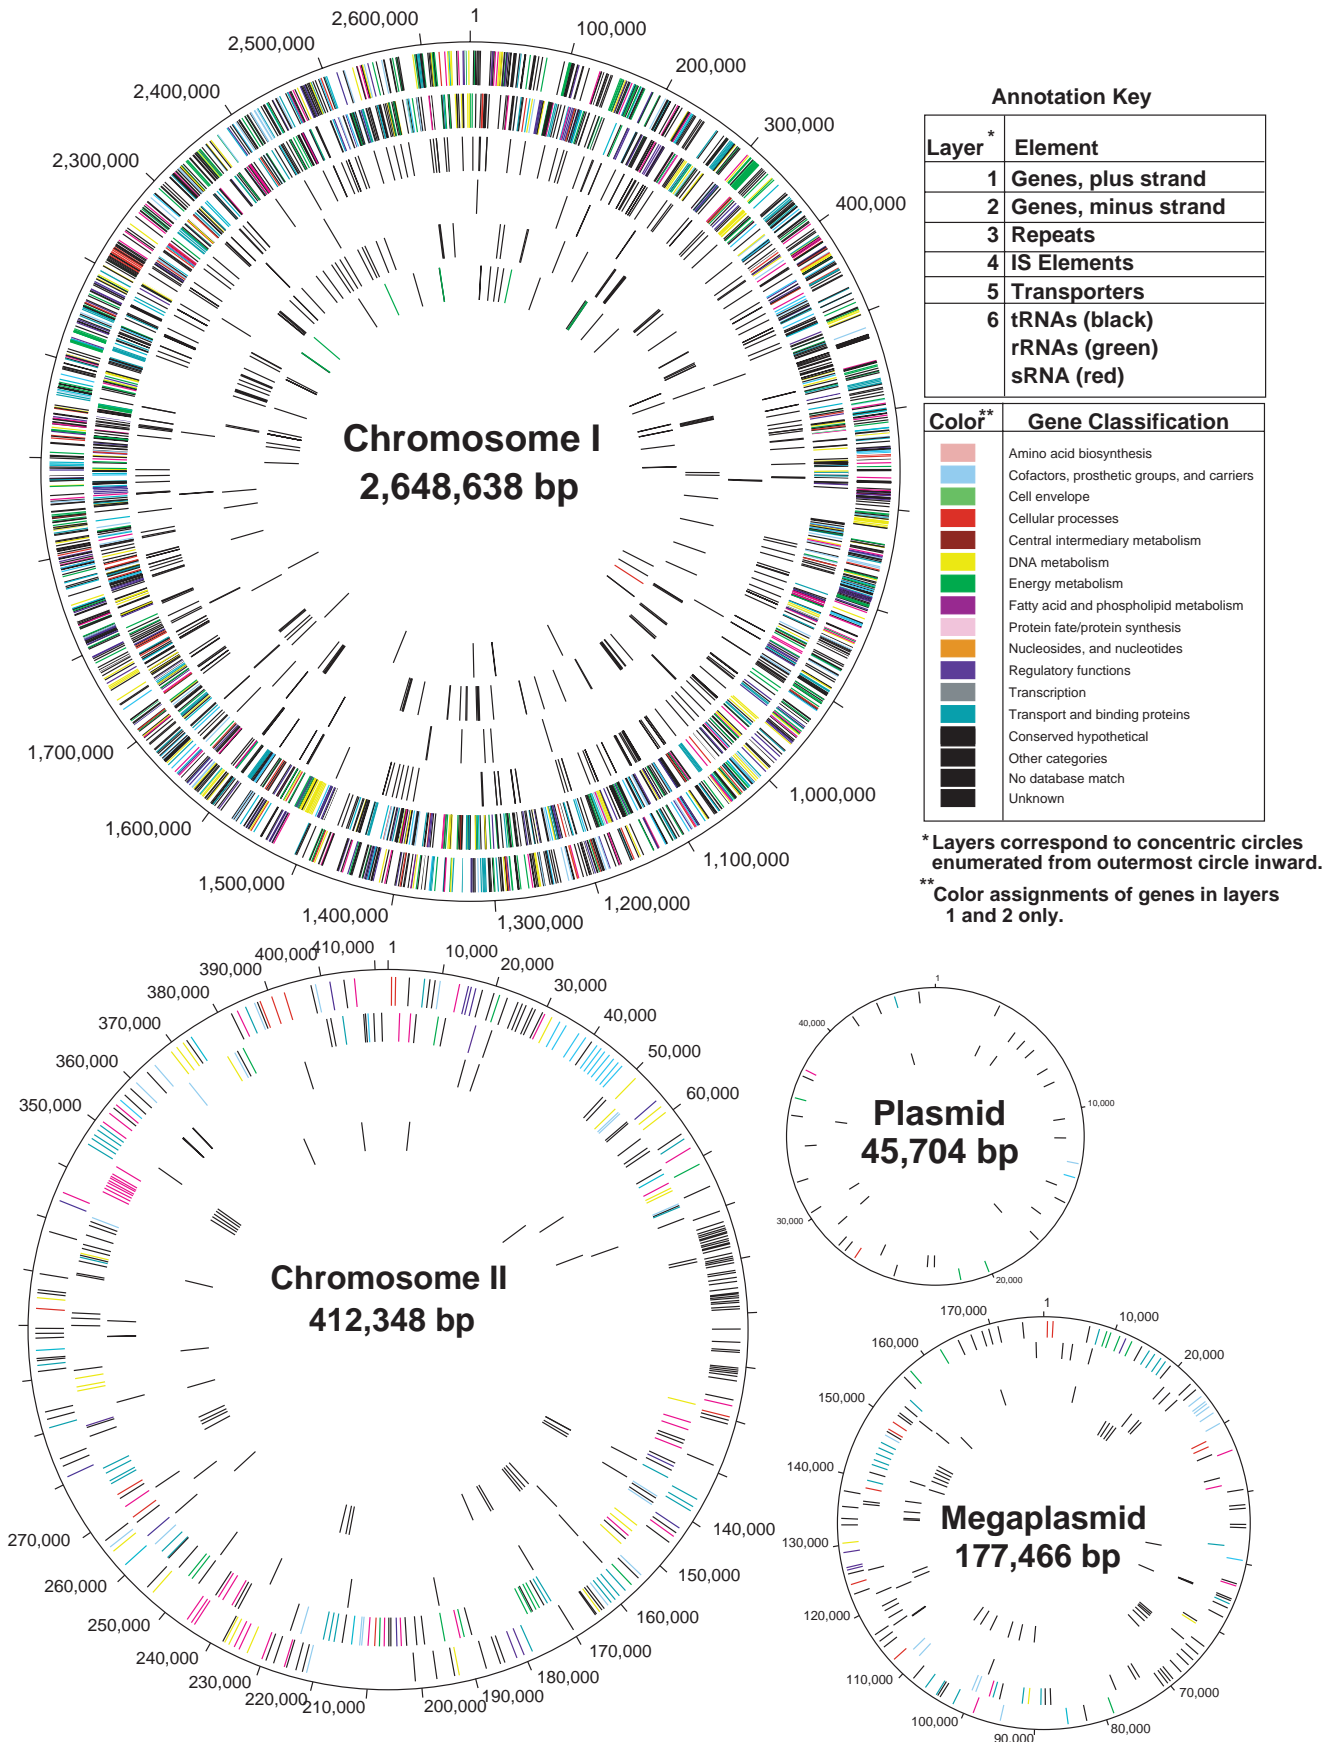 2,600,000
1
100,000
200,000
300,000
400,000
2,500,000
2,400,000
2,300,000
Chromosome I
2,648,638 bp
1,700,000
1,600,000
1,500,000
1,400,000
1,300,000
1,200,000
1,100,000
1,000,000
Annotation Key
Layer * Element
1 Genes, plus strand
2 Genes, minus strand
3 Repeats
4 IS Elements
5 Transporters
6 tRNAs (black)
rRNAs (green)
sRNA (red)
Color** Gene Classification
Amino acid biosynthesis
Cofactors, prosthetic groups, and carriers
Cell envelope
Cellular processes
Central intermediary metabolism
DNA metabolism
Energy metabolism
Fatty acid and phospholipid metabolism
Protein fate/protein synthesis
Nucleosides, and nucleotides
Regulatory functions
Transcription
Transport and binding proteins
Conserved hypothetical
Other categories
No database match
Unknown
* Layers correspond to concentric circles
enumerated from outermost circle inward.
** Color assignments of genes in layers
1 and 2 only.
410,000
1
10,000
20,000
30,000
40,000
50,000
60,000
400,000
390,000
380,000
370,000
360,000
350,000
Chromosome II
412,348 bp
270,000
260,000
250,000
240,000
230,000
220,000
210,000
200,000
190,000
180,000
170,000
160,000
150,000
140,000
1
10,000
20,000
30,000
40,000
Plasmid
45,704 bp
1
10,000
20,000
170,000
160,000
150,000
140,000
130,000
120,000
110,000
100,000
90,000
80,000
70,000
Megaplasmid
177,466 bp